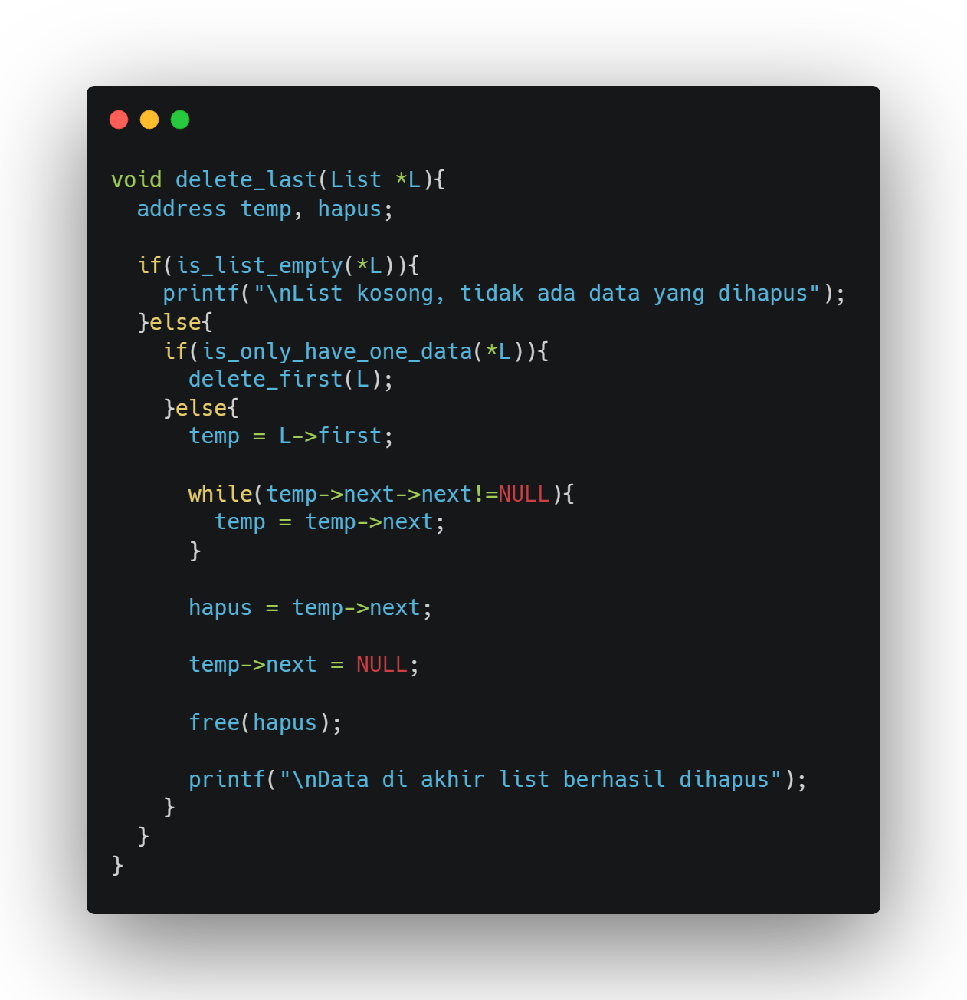 void delete_last(List *L){
  address temp, hapus;

  if(is_list_empty(*L)){
    printf("\nList kosong, tidak ada data yang dihapus");
  }else{
    if(is_only_have_one_data(*L)){
      delete_first(L);
    }else{
      temp = L->first;

      while(temp->next->next!=NULL){
        temp = temp->next;
      }

      hapus = temp->next;

      temp->next = NULL;

      free(hapus);

      printf("\nData di akhir list berhasil dihapus");
    }
  }
}